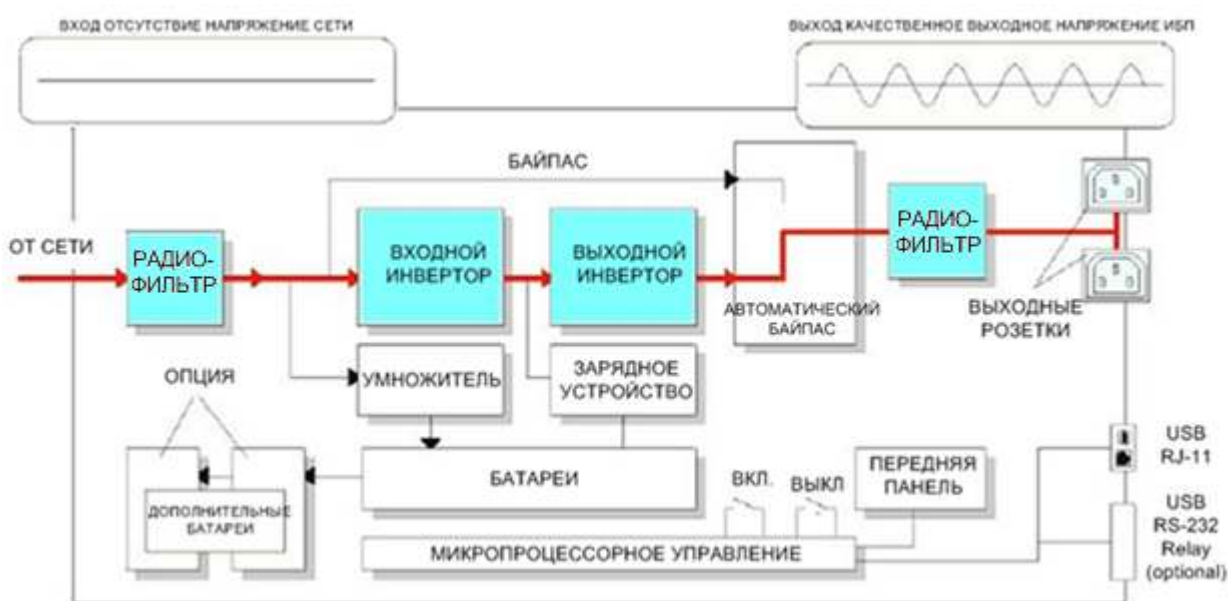 ВХОД ОТСУТСТВИЕ НАПРЯЖЕНИЕ СЕТИ
ВЫХОД КАЧЕСТВЕННОЕ ВЫХОДНОЕ НАПРЯЖЕНИЕ ИБП
БАЙПАС
ОТ СЕТИ
РАДИО-
ФИЛЬТР
ВХОДНОЙ
ИНВЕРТОР
ВЫХОДНОЙ
ИНВЕРТОР
АВТОМАТИЧЕСКИЙ
БАЙПАС
РАДИО-
ФИЛЬТР
ВЫХОДНЫЕ
РОЗЕТКИ
ОПЦИЯ
УМНОЖИТЕЛЬ
ЗАРЯДНОЕ
УСТРОЙСТВО
ДОПОЛНИТЕЛЬНЫЕ
БАТАРЕИ
БАТАРЕИ
ВКЛ.
ВЫКЛ
ПЕРЕДНЯЯ
ПАНЕЛЬ
МИКРОПРОЦЕССОРНОЕ УПРАВЛЕНИЕ
USB
RJ-11
USB
RS-232
Relay
(optional)